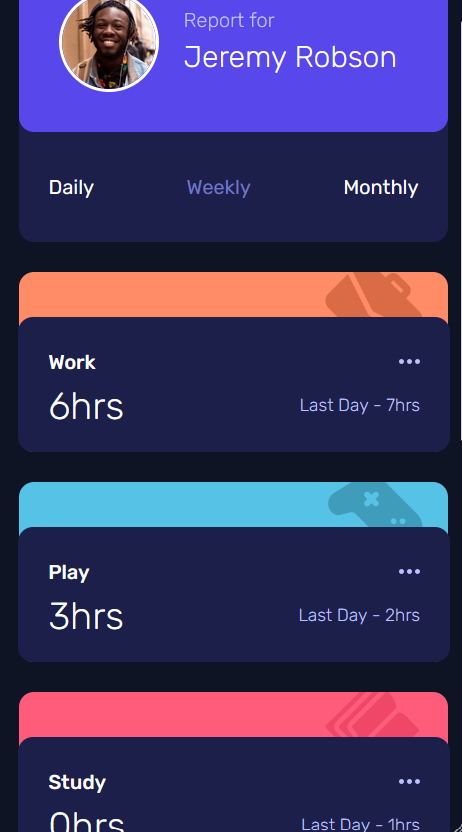 Report for
Jeremy Robson
Daily
Weekly
Monthly
Work
6hrs
Last Day - 7hrs
Play
3hrs
Last Day - 2hrs
Study
0hrs
Last Day - 1hrs